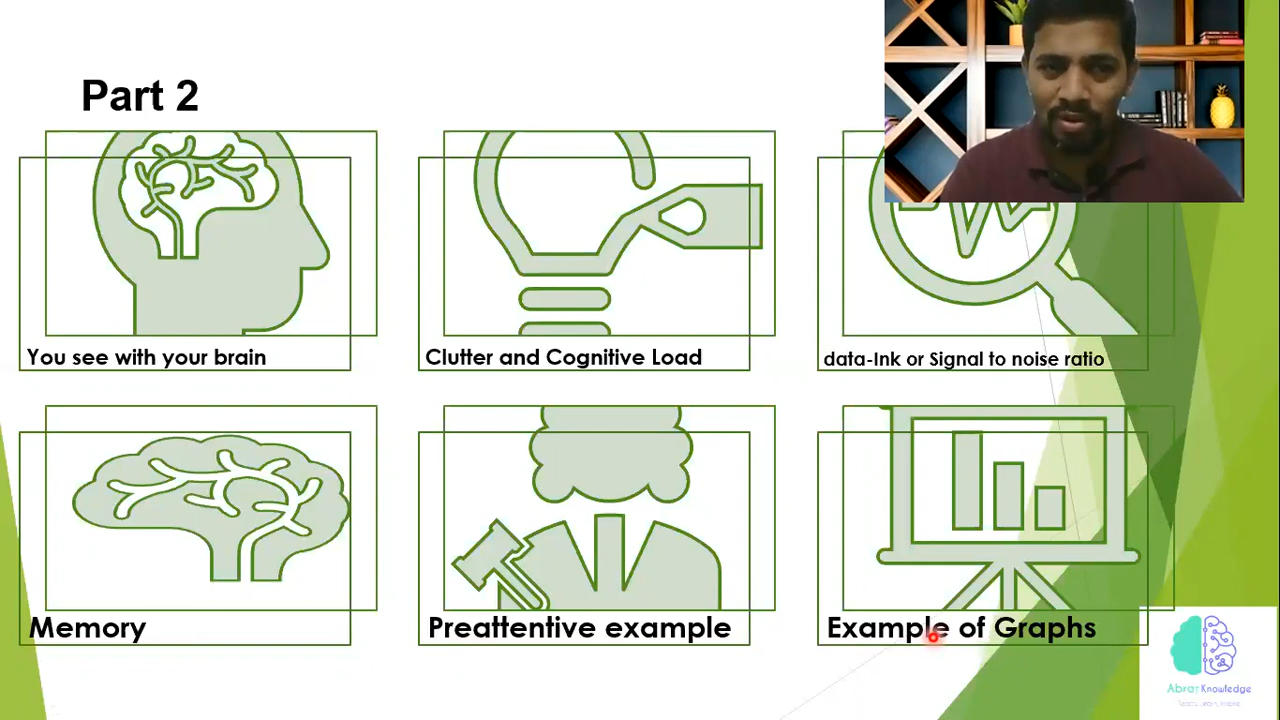 Part 2
You see with your brain
Clutter and Cognitive Load
data-Ink or Signal to noise ratio
Memory
Preattentive example
Example of Graphs
Abrar Knowledge